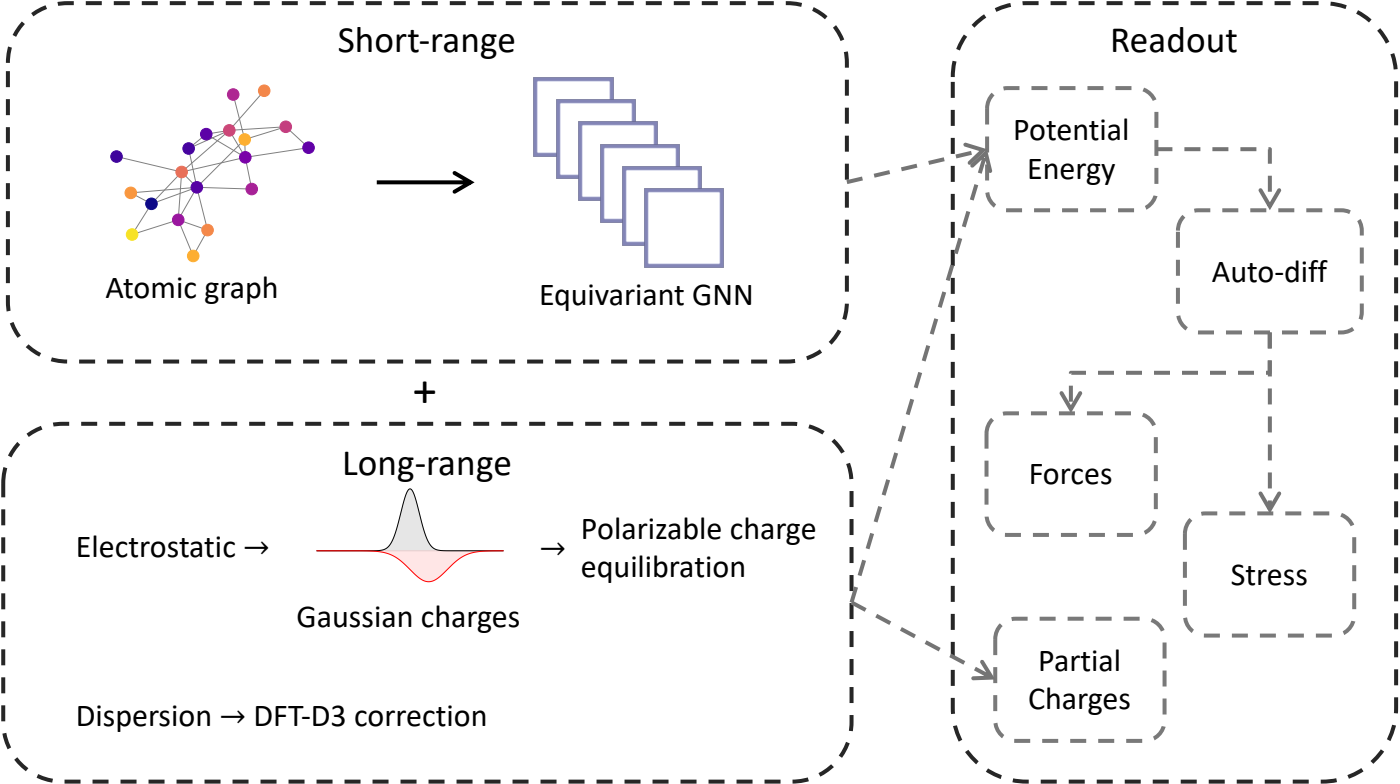 Short-range
Atomic graph
Equivariant GNN
+
Long-range
Electrostatic →
Gaussian charges
→ Polarizable charge
equilibration
Dispersion → DFT-D3 correction
Readout
Potential
Energy
Auto-diff
Forces
Stress
Partial
Charges